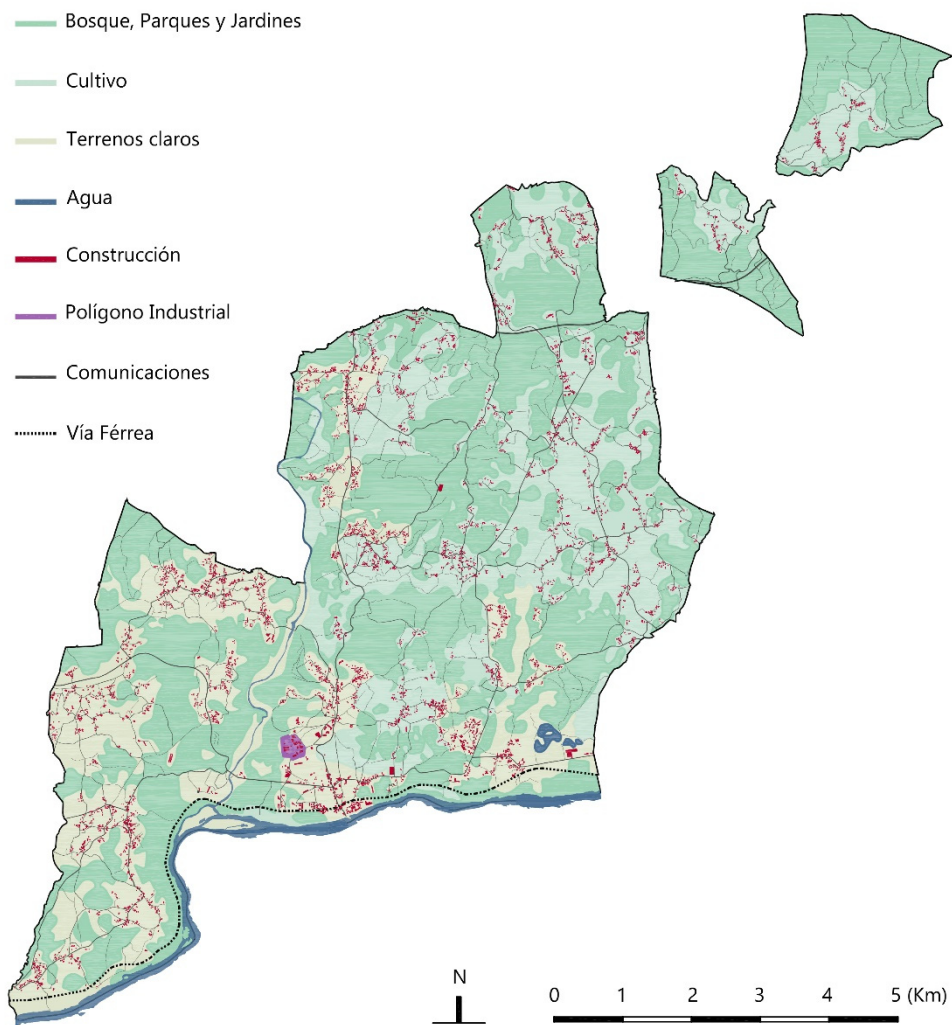 Bosque, Parques y Jardines
Cultivo
Terrenos claros
Agua
Construcción
Polígono Industrial
Comunicaciones
Vía Férrea
N
0 1 2 3 4 5 (Km)